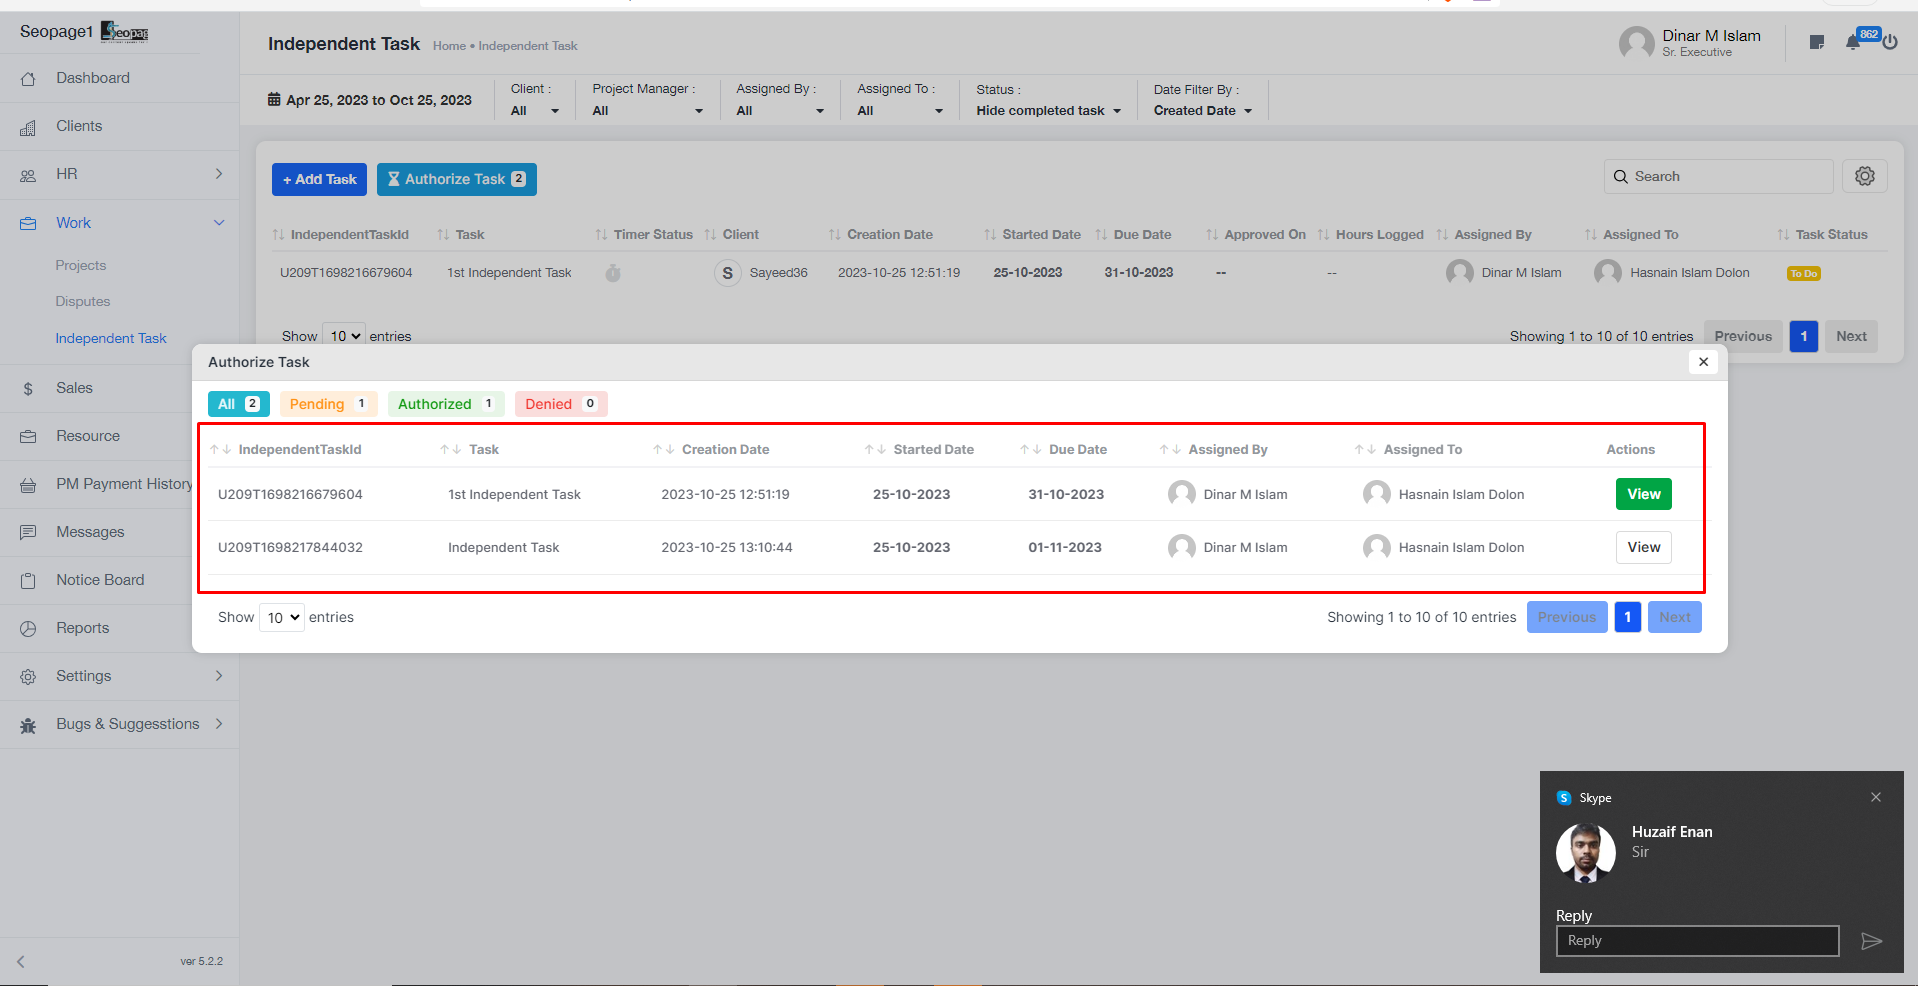 Seopage1
Independent Task Home • Independent Task
Dinar M Islam
Sr. Executive
862
Dashboard
Clients
HR
Work
Projects
Disputes
Independent Task
Sales
Resource
PM Payment History
Messages
Notice Board
Reports
Settings
Bugs & Suggesstions
ver 5.2.2
Apr 25, 2023 to Oct 25, 2023
Client : All
Project Manager : All
Assigned By : All
Assigned To : All
Status : Hide completed task
Date Filter By : Created Date
+ Add Task Authorize Task 2
Search
IndependentTaskId Task Timer Status Client Creation Date Started Date Due Date Approved On Hours Logged Assigned By Assigned To Task Status
U209T1698216679604 1st Independent Task S Sayeed36 2023-10-25 12:51:19 25-10-2023 31-10-2023 -- -- Dinar M Islam Hasnain Islam Dolon To Do
Show 10 entries Showing 1 to 10 of 10 entries Previous 1 Next
Authorize Task
All 2 Pending 1 Authorized 1 Denied 0
IndependentTaskId Task Creation Date Started Date Due Date Assigned By Assigned To Actions
U209T1698216679604 1st Independent Task 2023-10-25 12:51:19 25-10-2023 31-10-2023 Dinar M Islam Hasnain Islam Dolon View
U209T1698217844032 Independent Task 2023-10-25 13:10:44 25-10-2023 01-11-2023 Dinar M Islam Hasnain Islam Dolon View
Show 10 entries Showing 1 to 10 of 10 entries Previous 1 Next
S Skype
Huzaif Enan
Sir
Reply
Reply